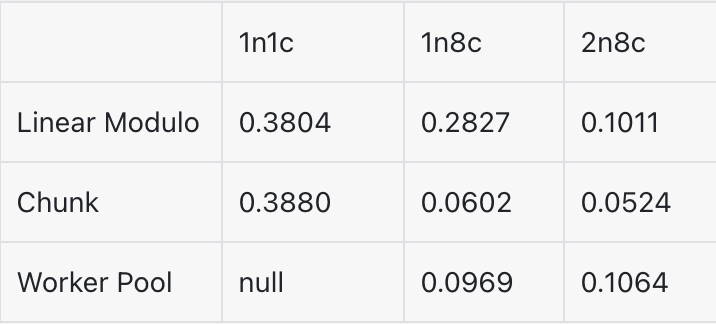 1n1c 1n8c 2n8c
Linear Modulo 0.3804 0.2827 0.1011
Chunk 0.3880 0.0602 0.0524
Worker Pool null 0.0969 0.1064